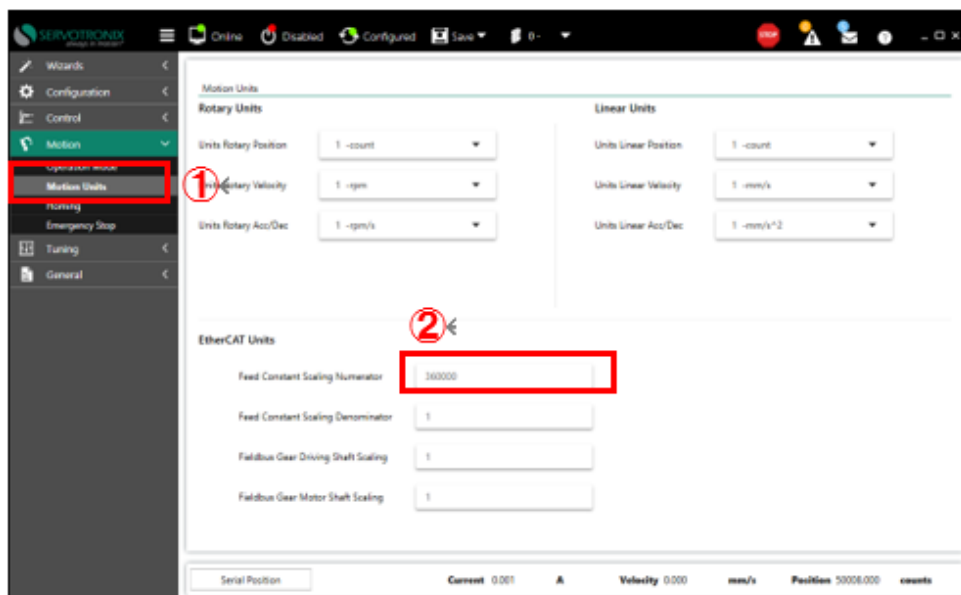 SERVOTRONIX
always in motion
Online Disabled Configured Save 0-
STOP
Wizards
Configuration
Control
Motion
Operation Mode
Motion Units
Homing
Emergency Stop
Tuning
General
①
②
Motion Units
Rotary Units
Linear Units
Units Rotary Position 1 -count
Units Linear Position 1 -count
Units Rotary Velocity 1 -rpm
Units Linear Velocity 1 -mm/s
Units Rotary Acc/Dec 1 -rpm/s
Units Linear Acc/Dec 1 -mm/s^2
EtherCAT Units
Feed Constant Scaling Numerator 360000
Feed Constant Scaling Denominator 1
Fieldbus Gear Driving Shaft Scaling 1
Fieldbus Gear Motor Shaft Scaling 1
Serial Position Current 0.001 A Velocity 0.000 mm/s Position 50008.000 counts